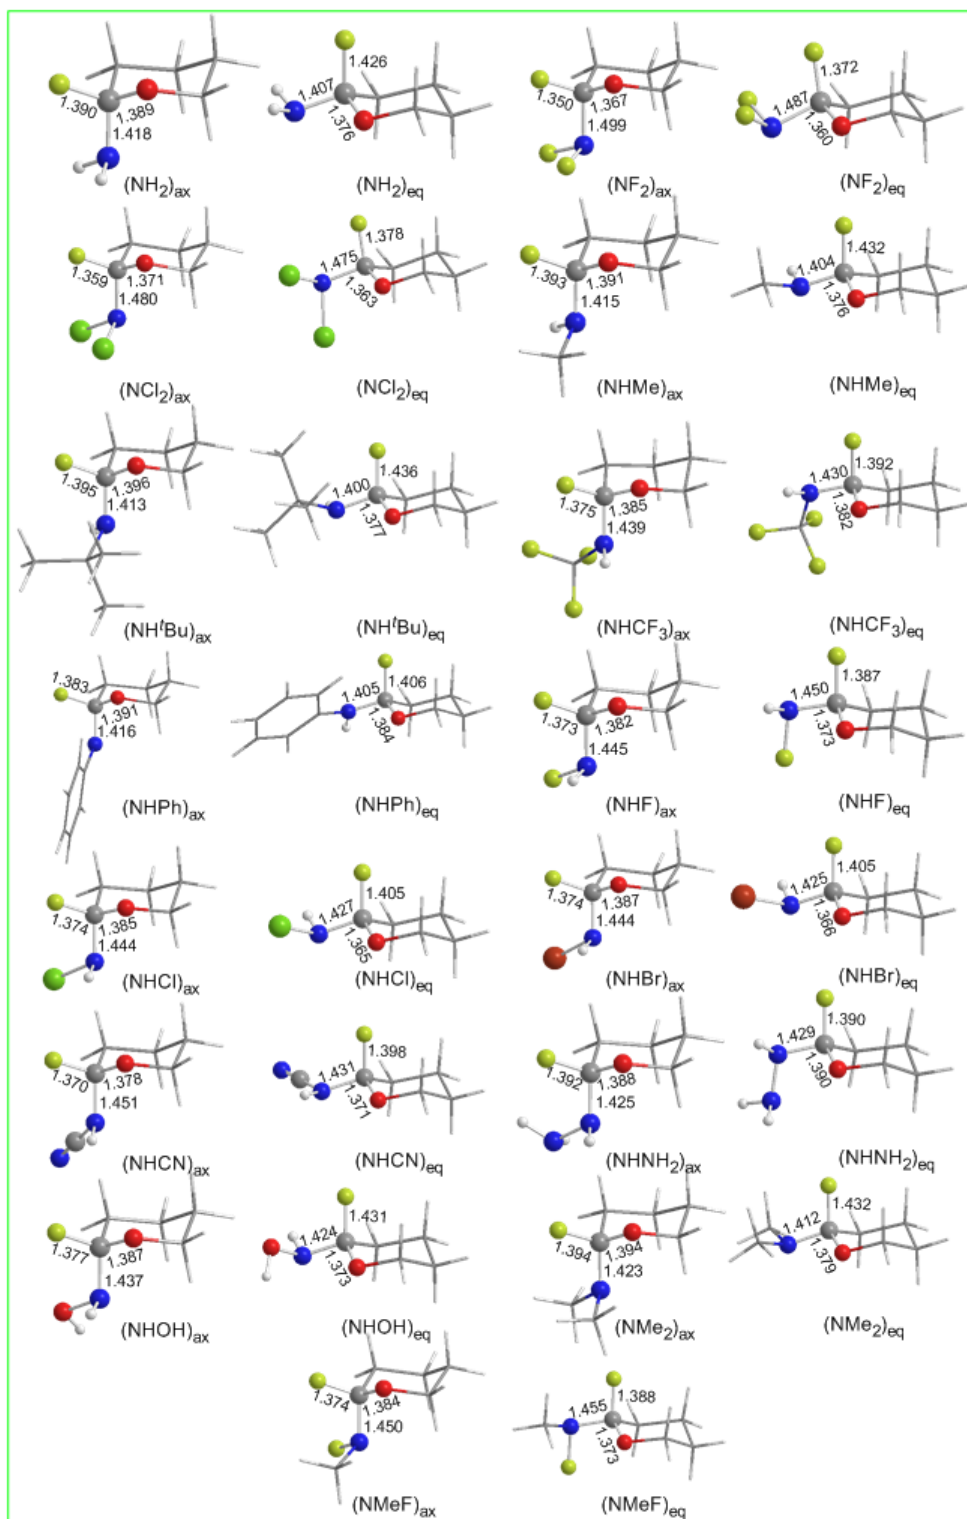 1.390 1.389 1.418
(NH2)ax
1.426 1.407 1.376
(NH2)eq
1.350 1.367 1.499
(NF2)ax
1.372 1.487 1.360
(NF2)eq
1.359 1.371 1.480
(NCl2)ax
1.378 1.475 1.363
(NCl2)eq
1.393 1.391 1.415
(NHMe)ax
1.432 1.404 1.376
(NHMe)eq
1.395 1.396 1.413
(NHtBu)ax
1.436 1.400 1.377
(NHtBu)eq
1.375 1.385 1.439
(NHCF3)ax
1.430 1.392 1.382
(NHCF3)eq
1.383 1.391 1.416
(NHPh)ax
1.405 1.406 1.384
(NHPh)eq
1.373 1.382 1.445
(NHF)ax
1.387 1.450 1.373
(NHF)eq
1.374 1.385 1.444
(NHCl)ax
1.405 1.427 1.365
(NHCl)eq
1.374 1.387 1.444
(NHBr)ax
1.425 1.405 1.366
(NHBr)eq
1.370 1.378 1.451
(NHCN)ax
1.398 1.431 1.371
(NHCN)eq
1.392 1.388 1.425
(NHNH2)ax
1.429 1.390 1.390
(NHNH2)eq
1.377 1.387 1.437
(NHOH)ax
1.431 1.424 1.373
(NHOH)eq
1.394 1.394 1.423
(NMe2)ax
1.432 1.412 1.379
(NMe2)eq
1.374 1.384 1.450
(NMeF)ax
1.388 1.455 1.373
(NMeF)eq